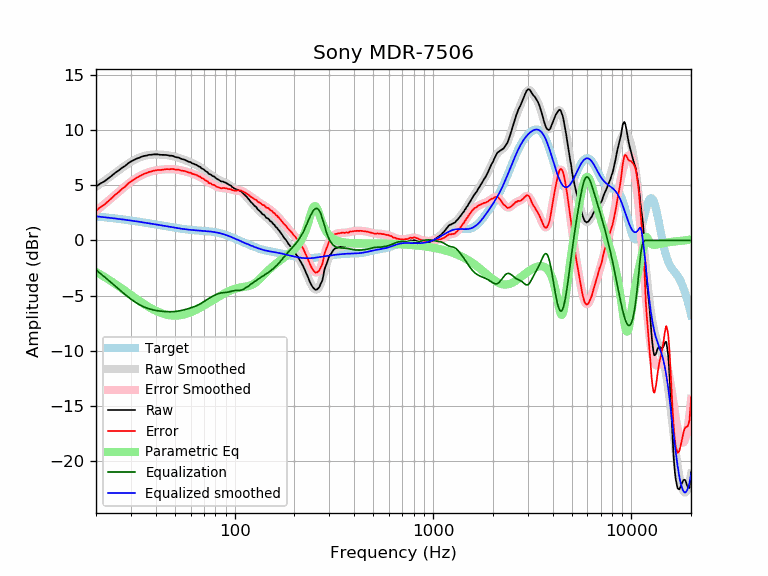 Sony MDR-7506
15
10
5
0
−5
−10
−15
−20
Amplitude (dBr)
Target
Raw Smoothed
Error Smoothed
Raw
Error
Parametric Eq
Equalization
Equalized smoothed
100
1000
10000
Frequency (Hz)